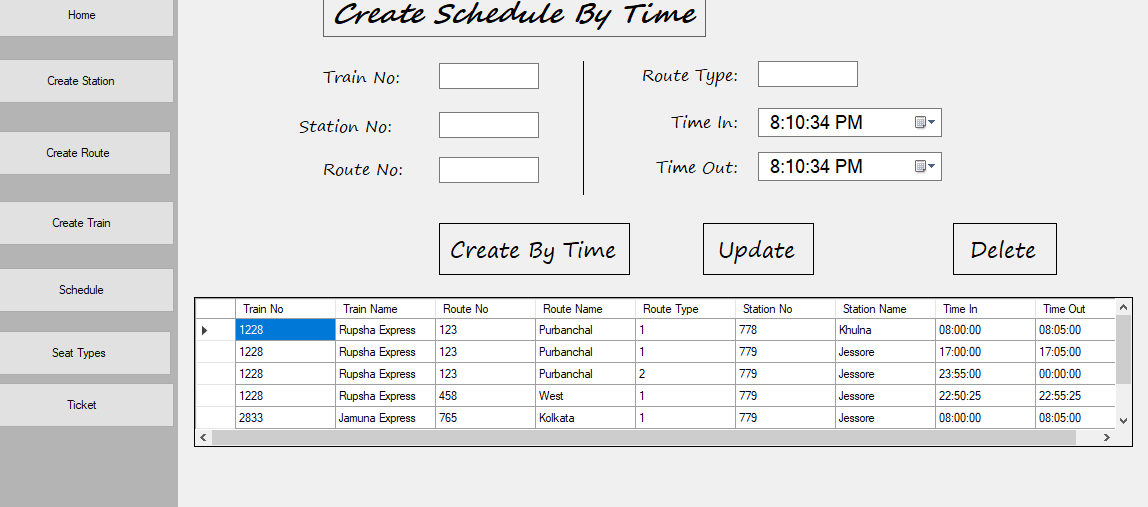 Home
Create Station
Create Route
Create Train
Schedule
Seat Types
Ticket
Create Schedule By Time
Train No:
Station No:
Route No:
Route Type:
Time In: 8:10:34 PM
Time Out: 8:10:34 PM
Create By Time Update Delete
Train No Train Name Route No Route Name Route Type Station No Station Name Time In Time Out
1228 Rupsha Express 123 Purbanchal 1 778 Khulna 08:00:00 08:05:00
1228 Rupsha Express 123 Purbanchal 1 779 Jessore 17:00:00 17:05:00
1228 Rupsha Express 123 Purbanchal 2 779 Jessore 23:55:00 00:00:00
1228 Rupsha Express 458 West 1 779 Jessore 22:50:25 22:55:25
2833 Jamuna Express 765 Kolkata 1 779 Jessore 08:00:00 08:05:00